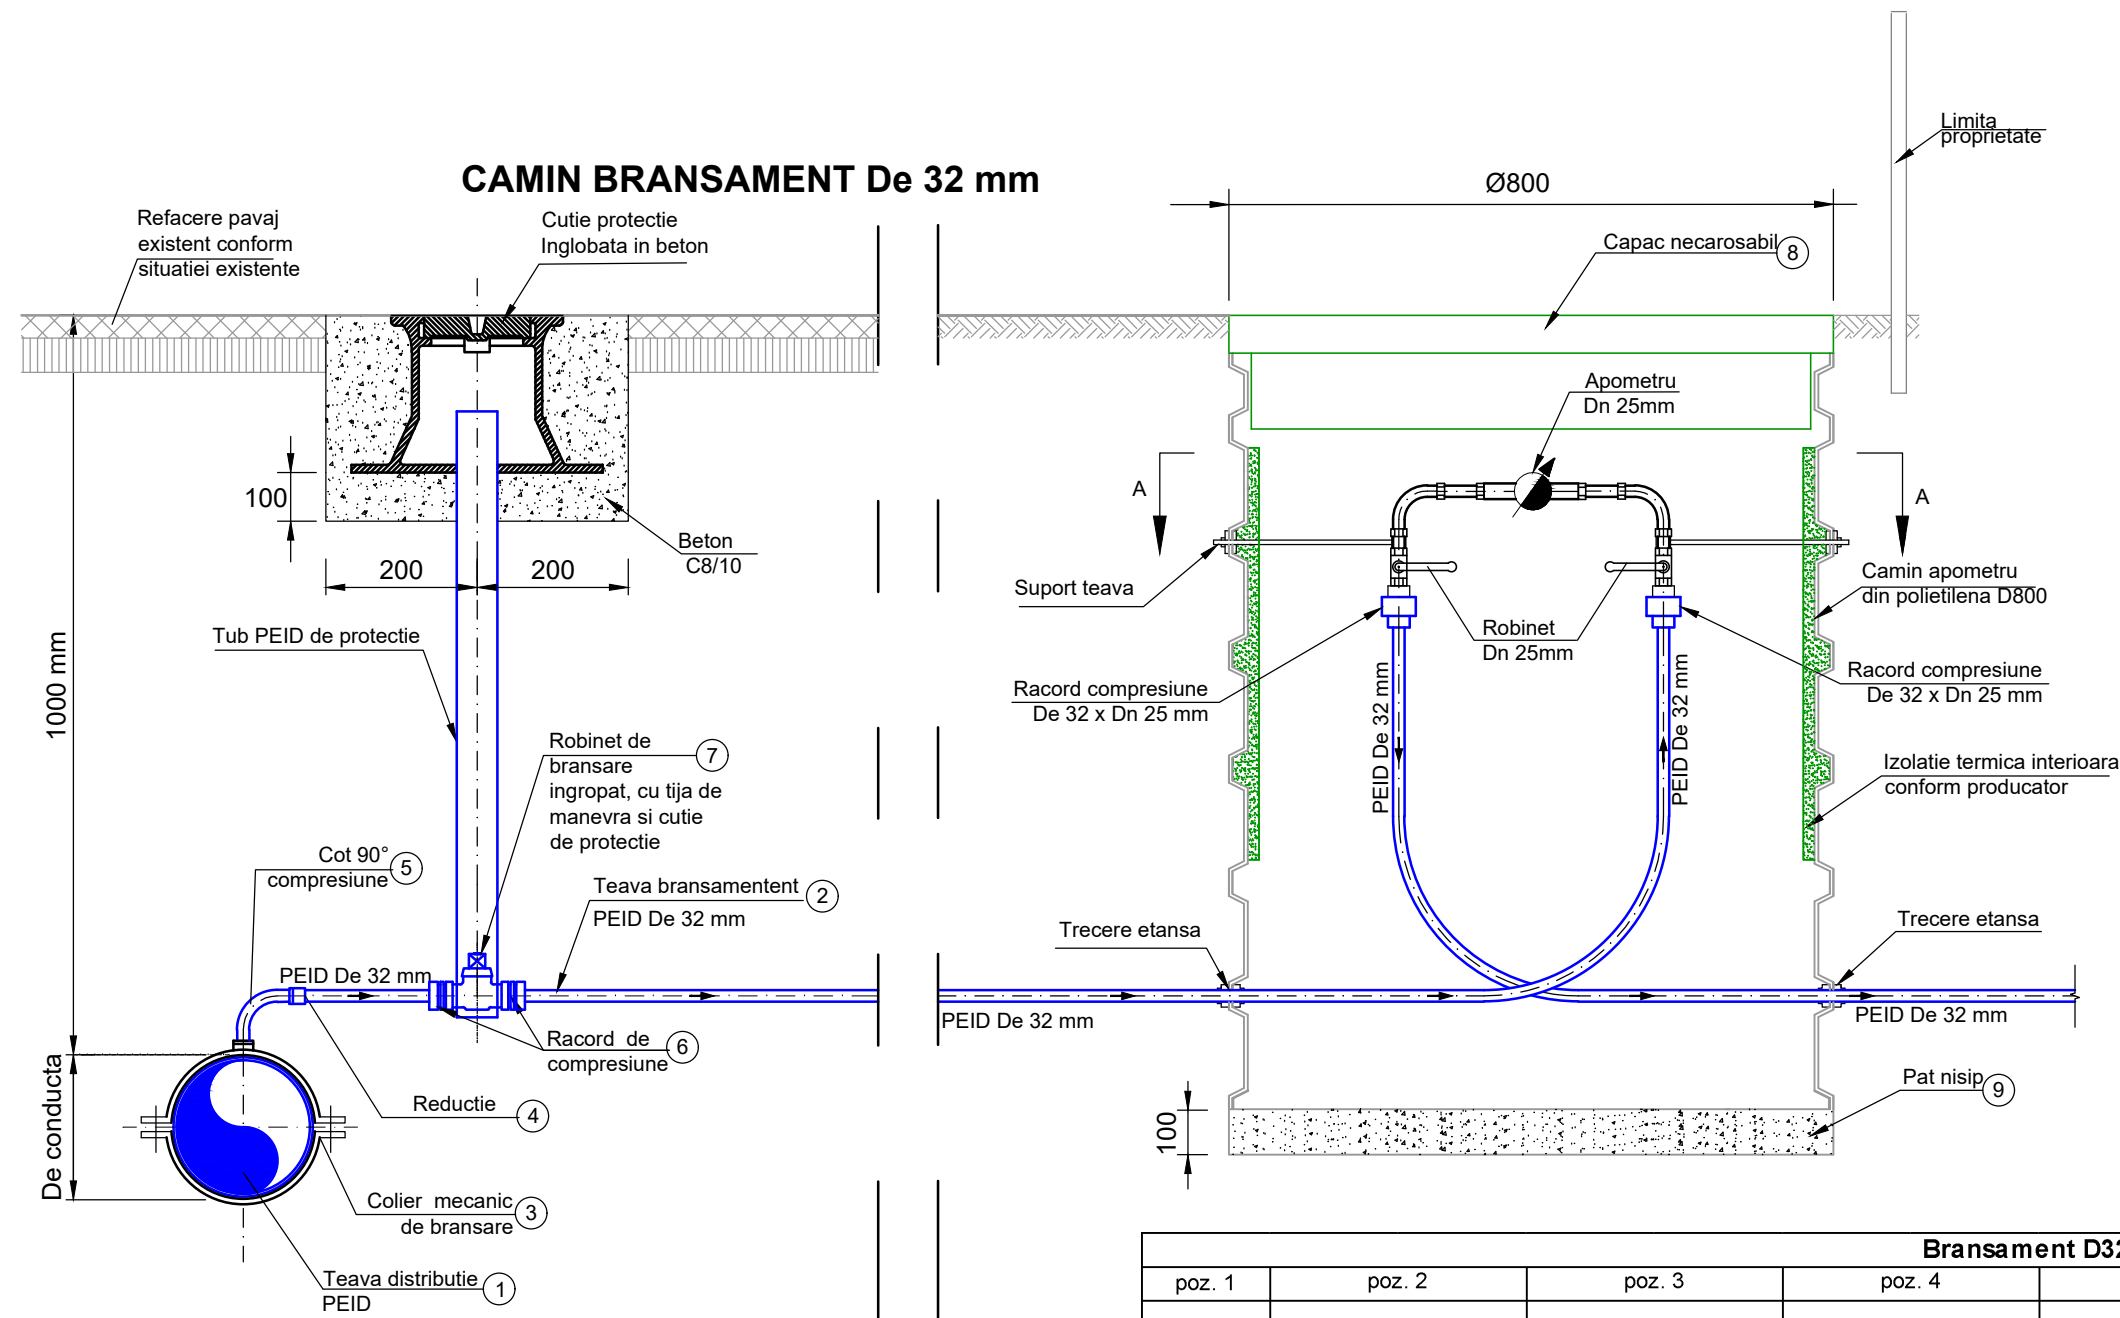 CAMIN BRANSAMENT De 32 mm
Refacere pavaj
existent conform
situatiei existente
Cutie protectie
Inglobata in beton
Ø800
Limita
proprietate
Capac necarosabil
8
Apometru
Dn 25mm
A
A
100
Beton
C8/10
200
200
Suport teava
Camin apometru
din polietilena D800
Robinet
Dn 25mm
Tub PEID de protectie
1000 mm
Racord compresiune
De 32 x Dn 25 mm
PEID De 32 mm
PEID De 32 mm
Racord compresiune
De 32 x Dn 25 mm
Robinet de
bransare
ingropat, cu tija de
manevra si cutie
de protectie
7
Izolatie termica interioara
conform producator
Cot 90°
compresiune
5
Teava bransamentent
PEID De 32 mm
2
Trecere etansa
Trecere etansa
PEID De 32 mm
PEID De 32 mm
PEID De 32 mm
Racord de
compresiune
6
De conducta
Reductie
4
Pat nisip
9
100
Colier mecanic
de bransare
3
Teava distributie
PEID
1
Bransament D32
poz. 1
poz. 2
poz. 3
poz. 4